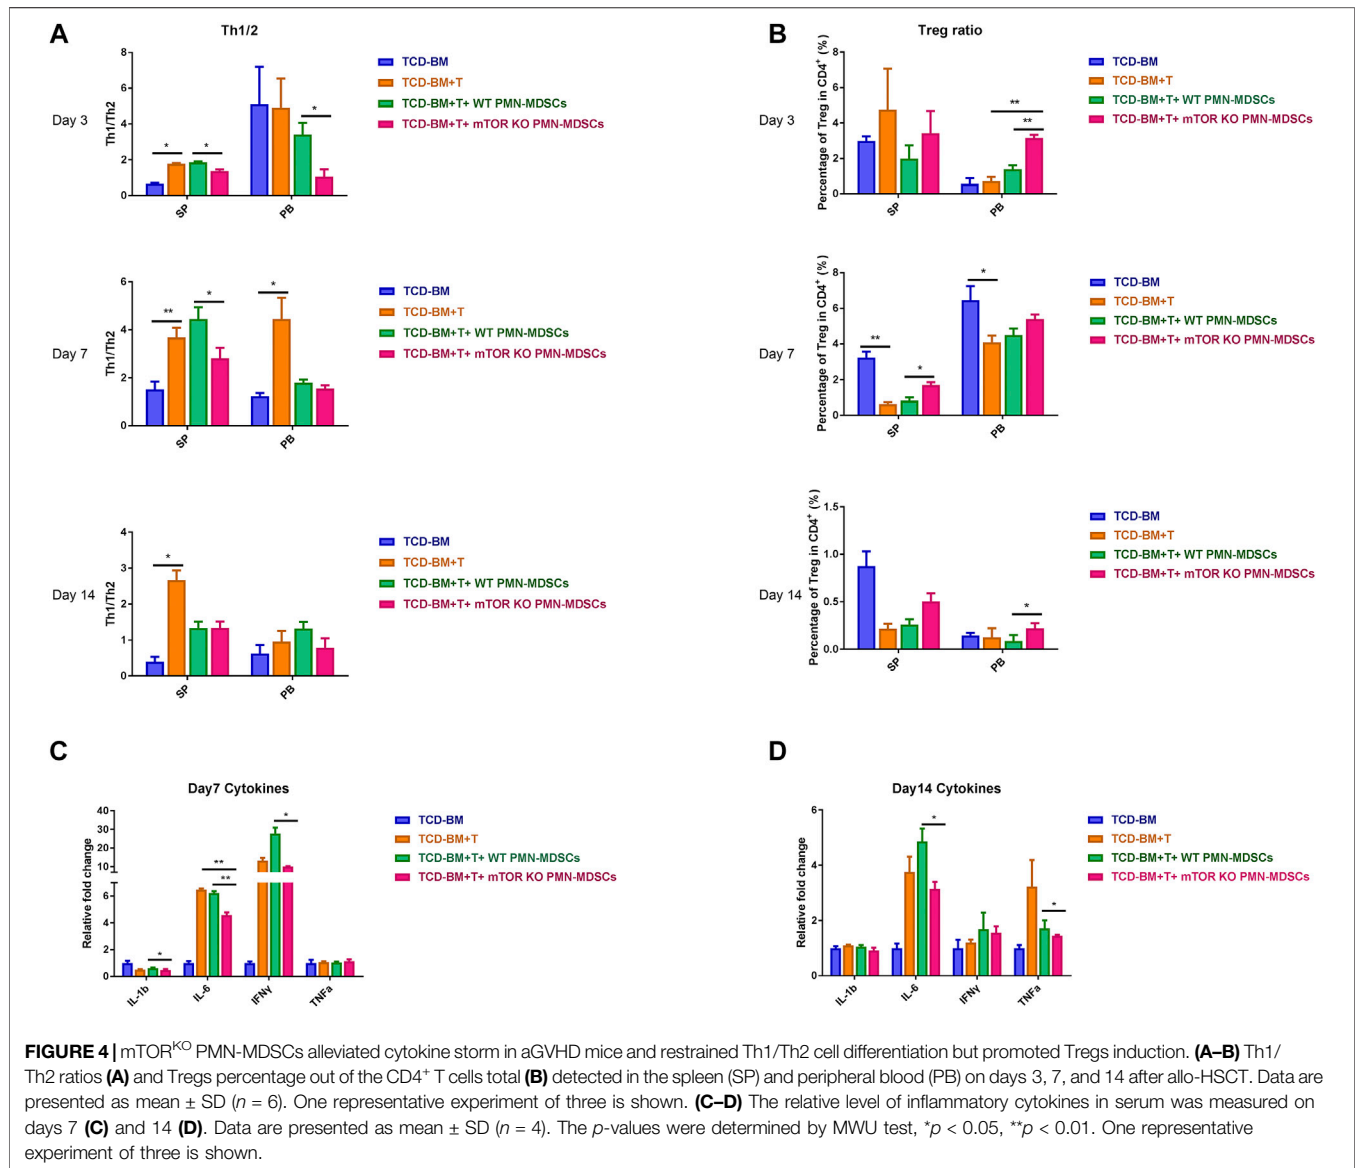 A
Th1/2
Day 3
Th1/Th2
8
6
4
2
0
*
*
*
SP
PB
TCD-BM
TCD-BM+T
TCD-BM+T+ WT PMN-MDSCs
TCD-BM+T+ mTOR KO PMN-MDSCs
B
Treg ratio
Day 3
Percentage of Treg in CD4+ (%)
8
6
4
2
0
**
**
SP
PB
TCD-BM
TCD-BM+T
TCD-BM+T+ WT PMN-MDSCs
TCD-BM+T+ mTOR KO PMN-MDSCs
Day 7
Th1/Th2
6
4
2
0
**
*
*
SP
PB
TCD-BM
TCD-BM+T
TCD-BM+T+ WT PMN-MDSCs
TCD-BM+T+ mTOR KO PMN-MDSCs
Day 7
Percentage of Treg in CD4+ (%)
8
6
4
2
0
**
*
*
SP
PB
TCD-BM
TCD-BM+T
TCD-BM+T+ WT PMN-MDSCs
TCD-BM+T+ mTOR KO PMN-MDSCs
Day 14
Th1/Th2
4
3
2
1
0
*
SP
PB
TCD-BM
TCD-BM+T
TCD-BM+T+ WT PMN-MDSCs
TCD-BM+T+ mTOR KO PMN-MDSCs
Day 14
Percentage of Treg in CD4+ (%)
1.5
1.0
0.5
0.0
*
SP
PB
TCD-BM
TCD-BM+T
TCD-BM+T+ WT PMN-MDSCs
TCD-BM+T+ mTOR KO PMN-MDSCs
C
Day7 Cytokines
Relative fold change
40
30
20
10
6
4
2
0
*
**
**
*
IL-1b
IL-6
IFNγ
TNFa
TCD-BM
TCD-BM+T
TCD-BM+T+ WT PMN-MDSCs
TCD-BM+T+ mTOR KO PMN-MDSCs
D
Day14 Cytokines
Relative fold change
6
4
2
0
*
*
IL-1b
IL-6
IFNγ
TNFa
TCD-BM
TCD-BM+T
TCD-BM+T+ WT PMN-MDSCs
TCD-BM+T+ mTOR KO PMN-MDSCs
FIGURE 4 | mTORKO PMN-MDSCs alleviated cytokine storm in aGVHD mice and restrained Th1/Th2 cell differentiation but promoted Tregs induction. (A–B) Th1/
Th2 ratios (A) and Tregs percentage out of the CD4+ T cells total (B) detected in the spleen (SP) and peripheral blood (PB) on days 3, 7, and 14 after allo-HSCT. Data are
presented as mean ± SD (n = 6). One representative experiment of three is shown. (C–D) The relative level of inflammatory cytokines in serum was measured on
days 7 (C) and 14 (D). Data are presented as mean ± SD (n = 4). The p-values were determined by MWU test, *p < 0.05, **p < 0.01. One representative
experiment of three is shown.